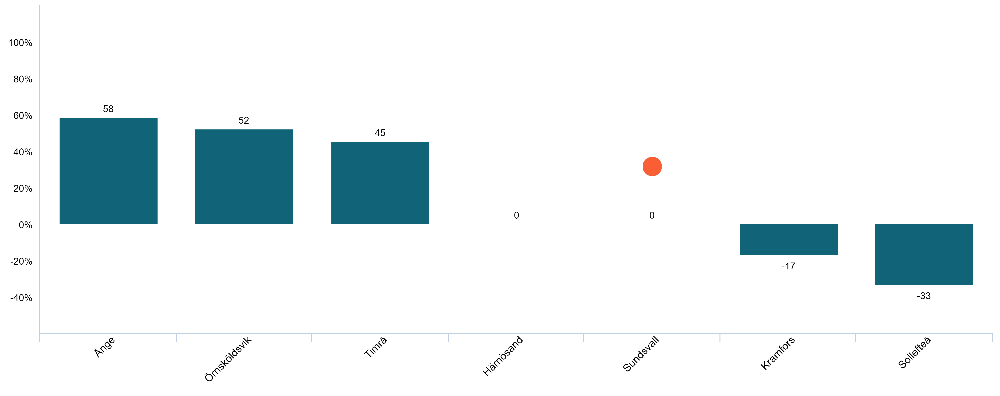 100%
80%
60%
40%
20%
0%
-20%
-40%
58
52
45
0
0
-17
-33
Ånge
Örnsköldsvik
Timrå
Härnösand
Sundsvall
Kramfors
Sollefteå